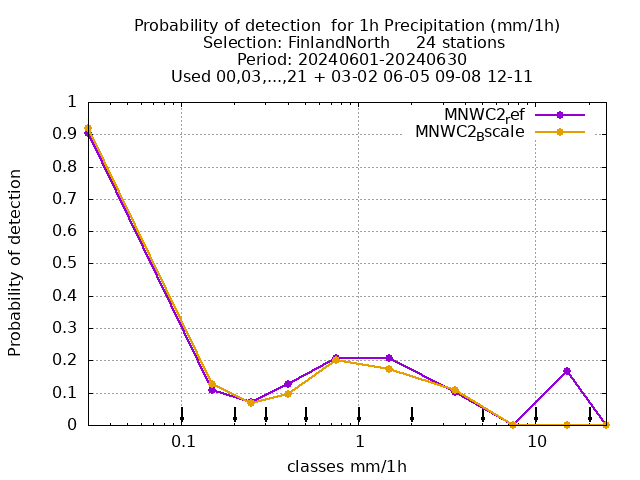 Probability of detection  for 1h Precipitation (mm/1h)
Selection: FinlandNorth     24 stations
Period: 20240601-20240630
Used 00,03,...,21 + 03-02 06-05 09-08 12-11
MNWC2_ref
MNWC2_Bscale
1
0.9
0.8
0.7
0.6
0.5
0.4
0.3
0.2
0.1
0
Probability of detection
0.1 1 10
classes mm/1h